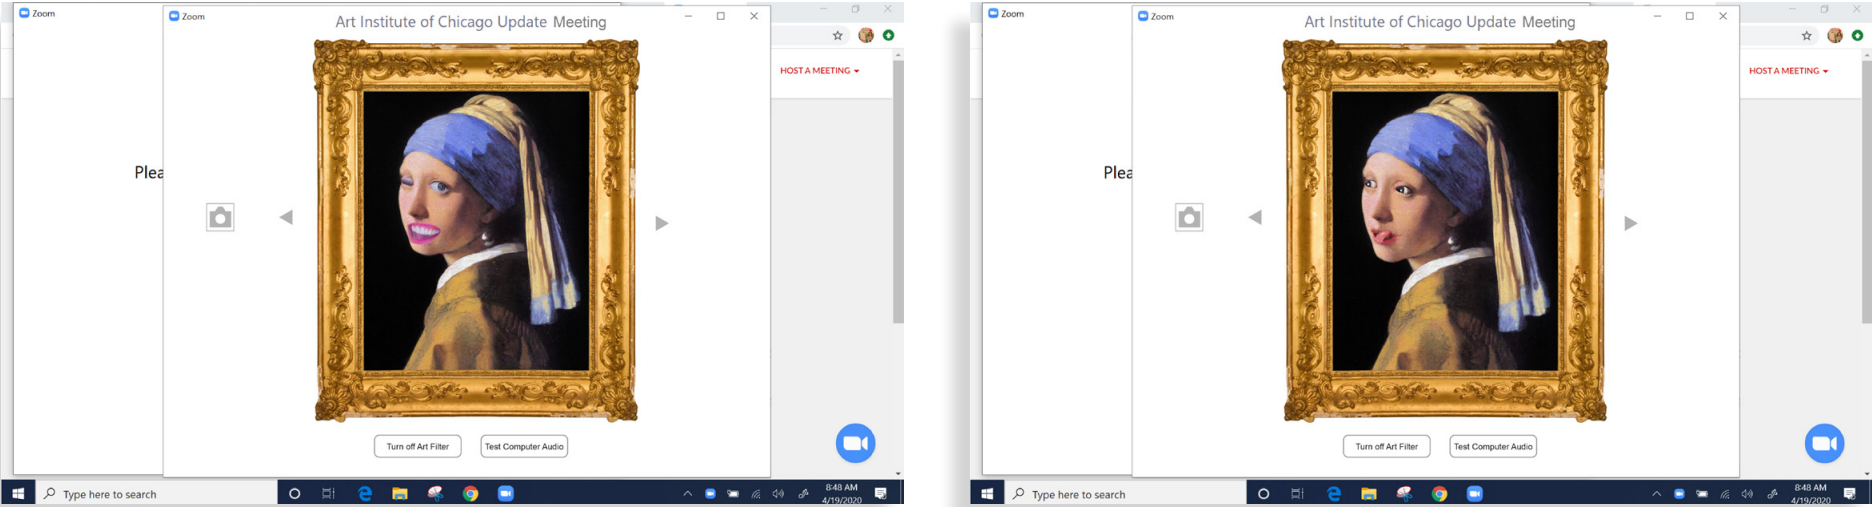 Zoom
Zoom
Art Institute of Chicago Update Meeting
HOST A MEETING
Plea
Turn off Art Filter
Test Computer Audio
Type here to search
8:48 AM
4/19/2020
Zoom
Zoom
Art Institute of Chicago Update Meeting
HOST A MEETING
Plea
Turn off Art Filter
Test Computer Audio
Type here to search
8:48 AM
4/19/2020